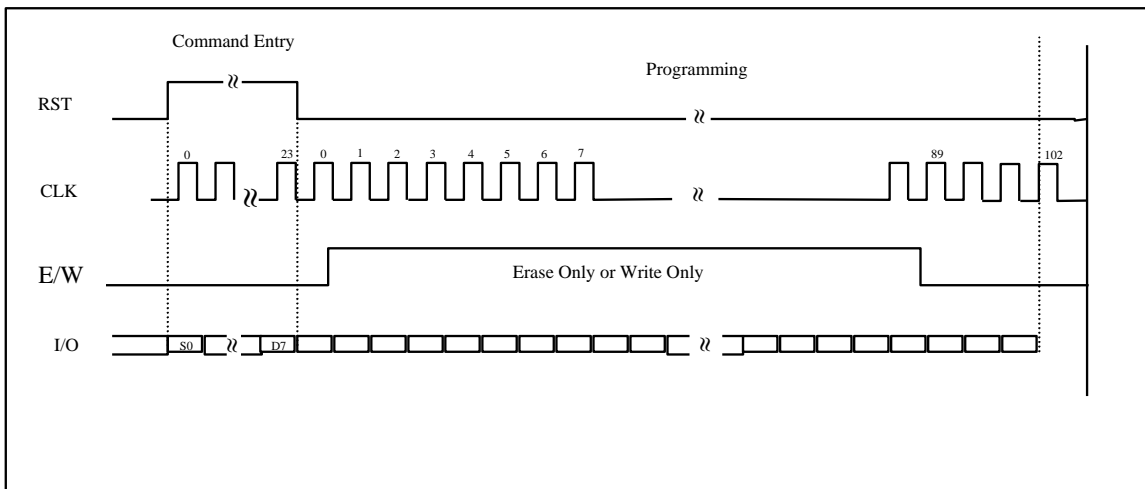 Command Entry
Programming
RST
0 23 0 1 2 3 4 5 6 7 89 102
CLK
E/W
Erase Only or Write Only
I/O
S0 D7